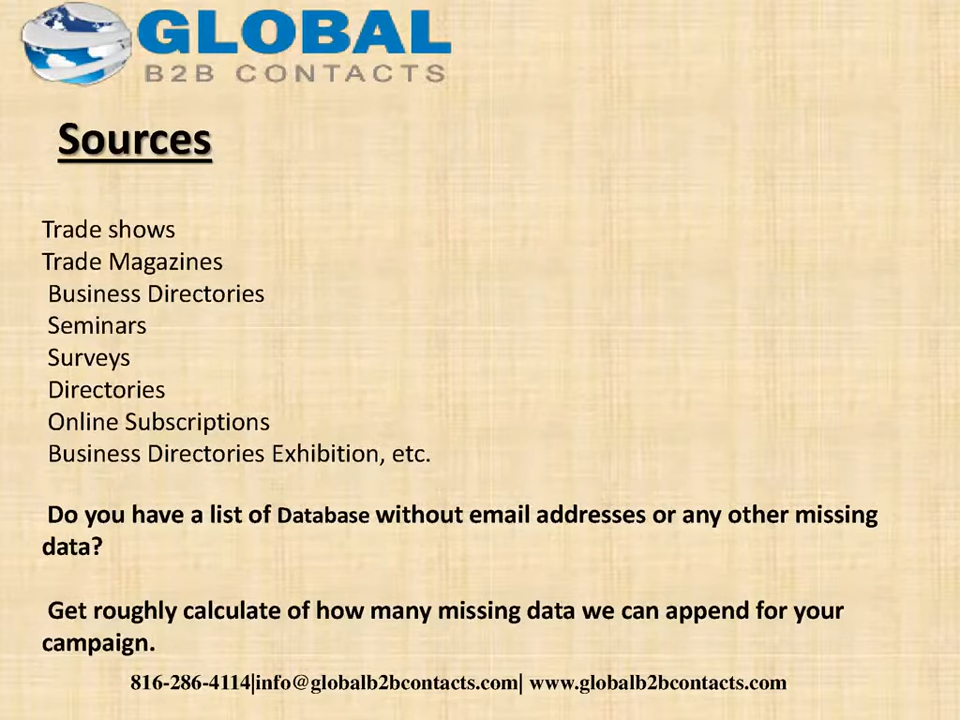 GLOBAL
B2B CONTACTS
Sources
Trade shows
Trade Magazines
Business Directories
Seminars
Surveys
Directories
Online Subscriptions
Business Directories Exhibition, etc.
Do you have a list of Database without email addresses or any other missing
data?
Get roughly calculate of how many missing data we can append for your
campaign.
816-286-4114|info@globalb2bcontacts.com| www.globalb2bcontacts.com